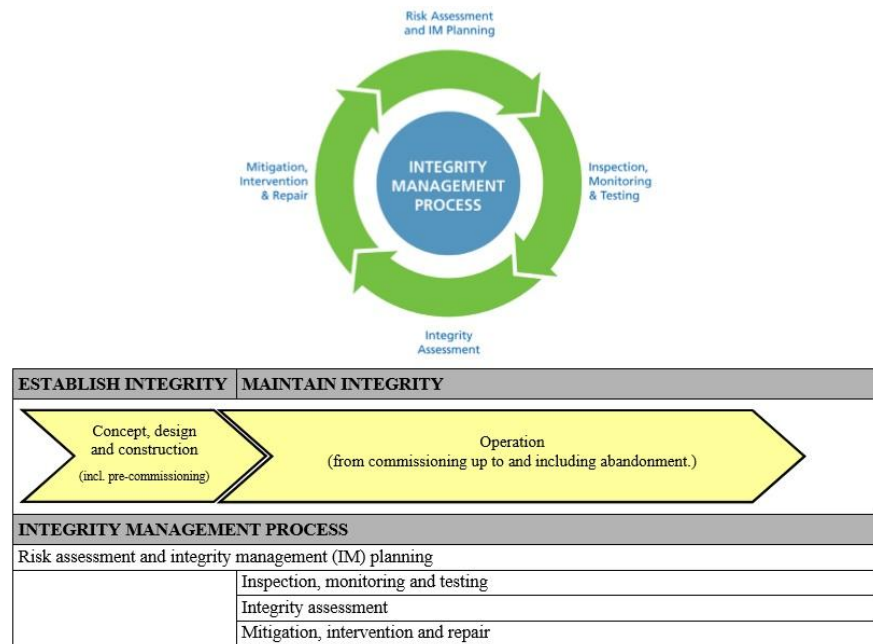 Risk Assessment
and IM Planning
Mitigation,
Intervention
& Repair
INTEGRITY
MANAGEMENT
PROCESS
Inspection,
Monitoring
& Testing
Integrity
Assessment
ESTABLISH INTEGRITY
MAINTAIN INTEGRITY
Concept, design
and construction
(incl. pre-commissioning)
Operation
(from commissioning up to and including abandonment.)
INTEGRITY MANAGEMENT PROCESS
Risk assessment and integrity management (IM) planning
Inspection, monitoring and testing
Integrity assessment
Mitigation, intervention and repair